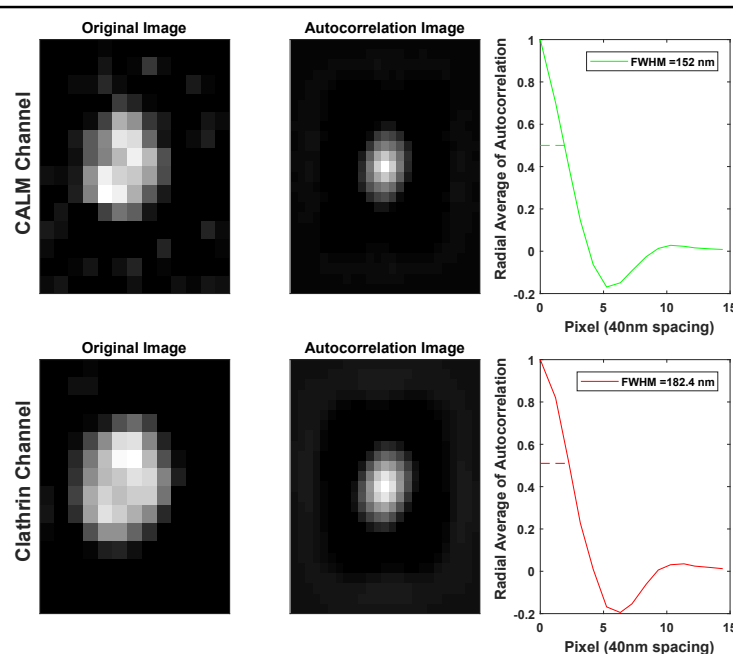 Original Image
Autocorrelation Image
CALM Channel
Radial Average of Autocorrelation
1
0.8
0.6
0.4
0.2
0
-0.2
FWHM =152 nm
0
5
10
15
Pixel (40nm spacing)
Original Image
Autocorrelation Image
Clathrin Channel
Radial Average of Autocorrelation
1
0.8
0.6
0.4
0.2
0
-0.2
FWHM =182.4 nm
0
5
10
15
Pixel (40nm spacing)